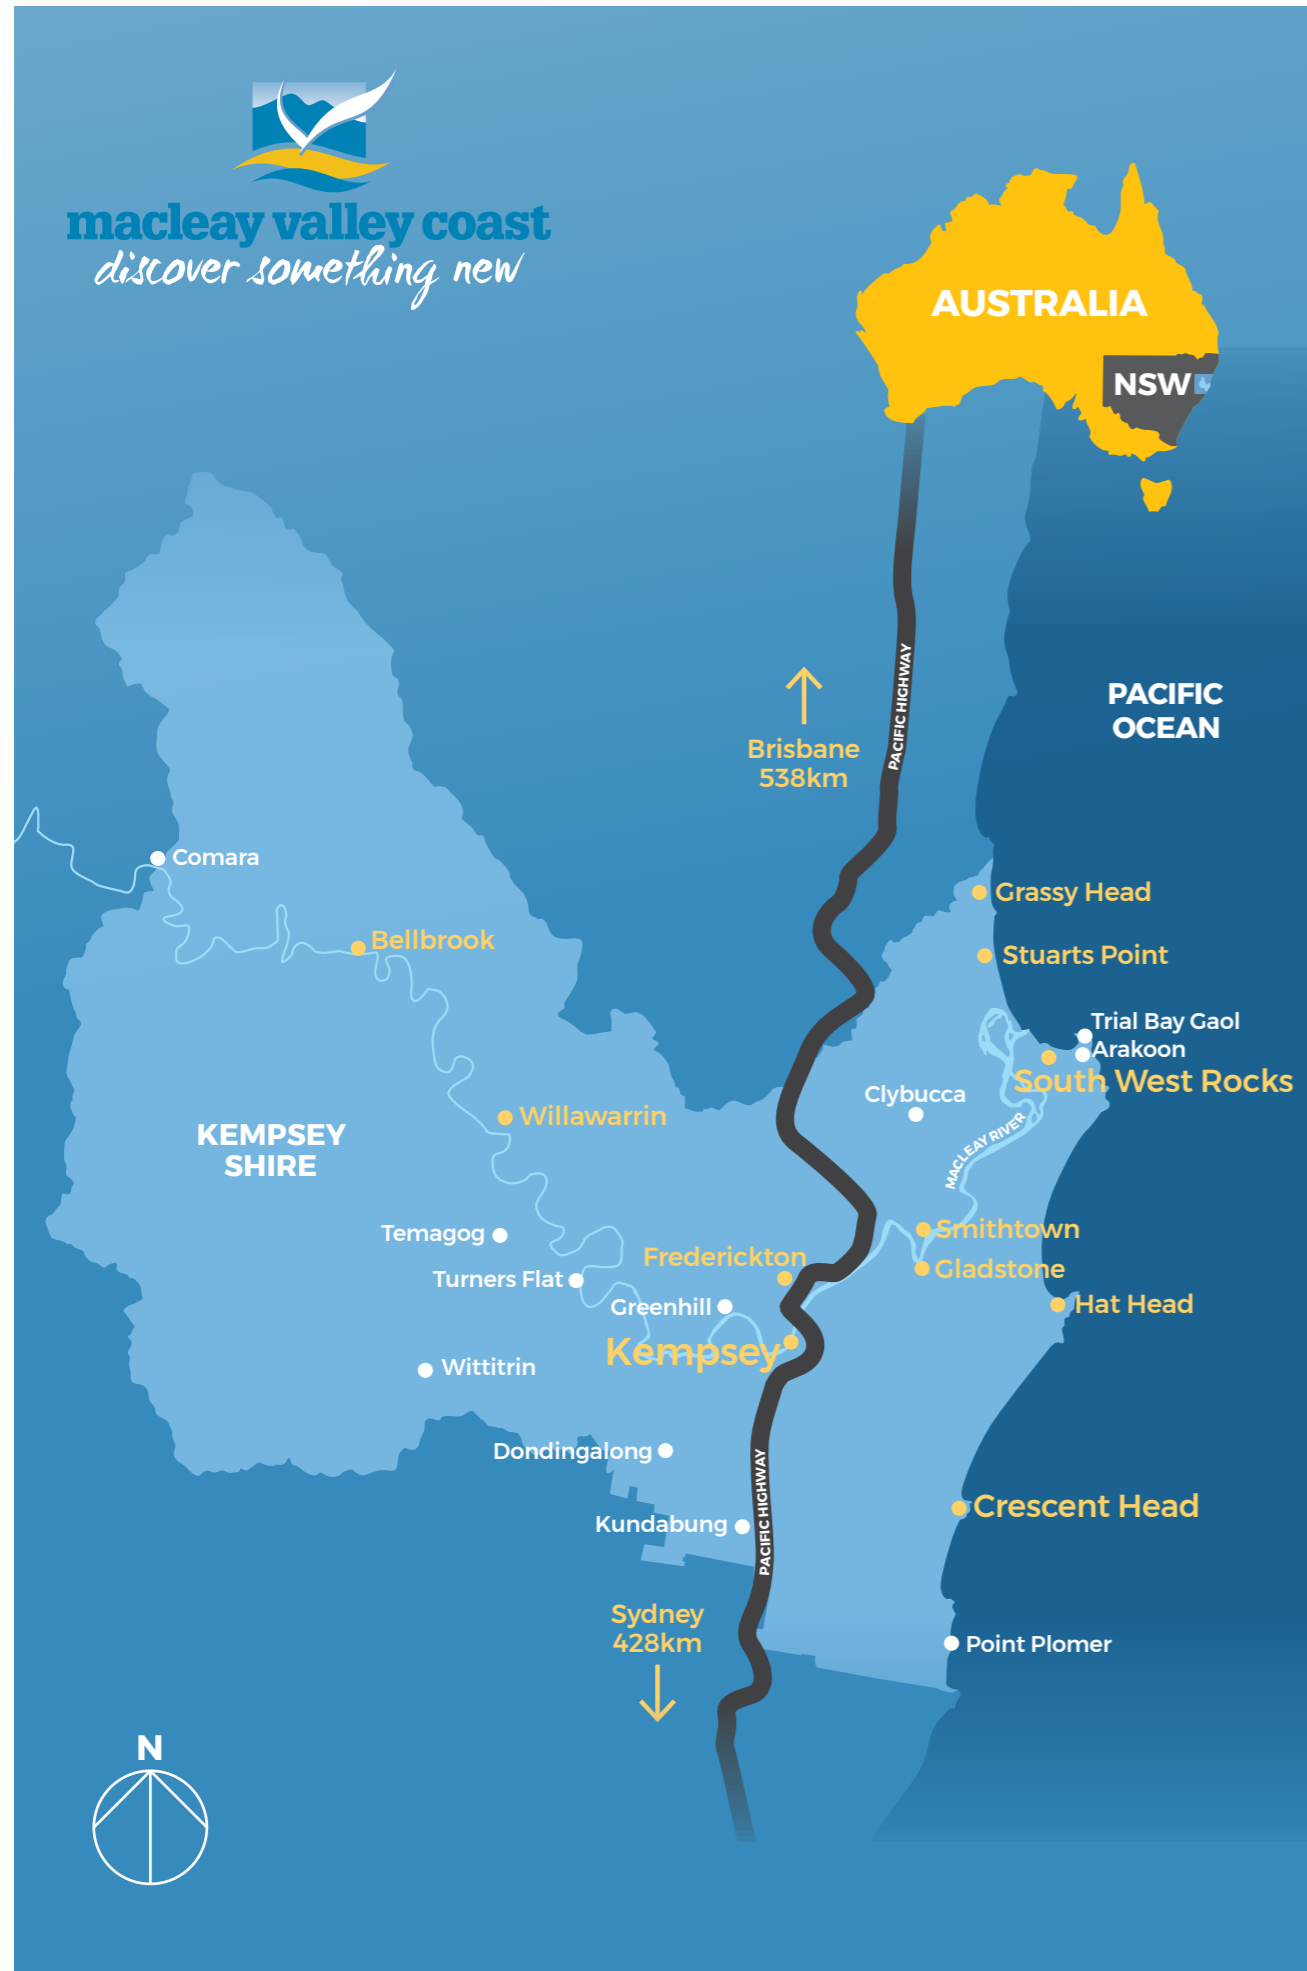 macleay valley coast
discover something new
AUSTRALIA
NSW
PACIFIC HIGHWAY
PACIFIC
OCEAN
Brisbane
538km
Comara
Grassy Head
Bellbrook
Stuarts Point
Trial Bay Gaol
Arakoon
South West Rocks
Clybucca
Willawarrin
MACLEAY RIVER
KEMPSEY
SHIRE
Temagog
Smithtown
Frederickton
Gladstone
Turners Flat
Greenhill
Hat Head
Kempsey
Wittitrin
Dondingalong
PACIFIC HIGHWAY
Crescent Head
Kundabung
Sydney
428km
Point Plomer
N